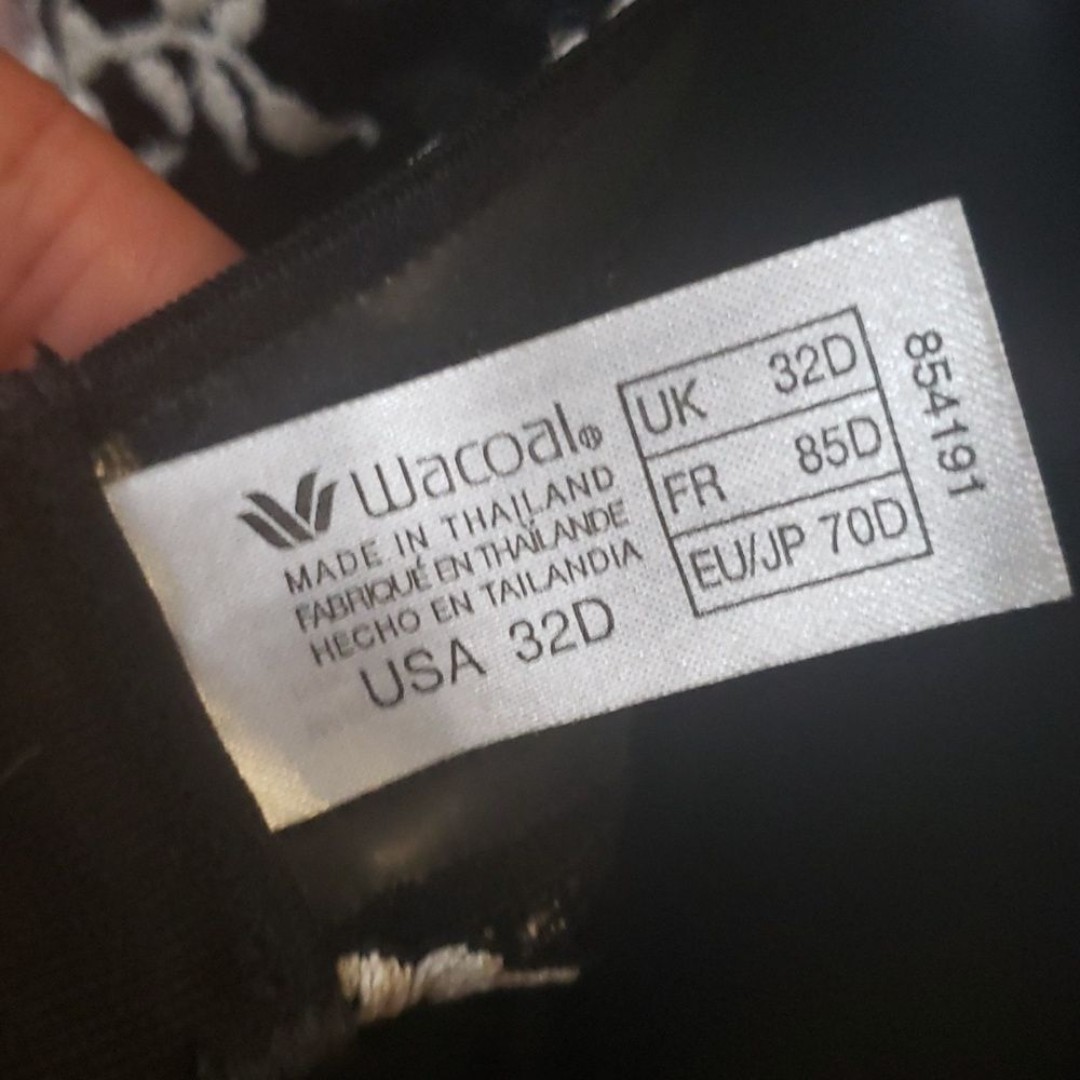 Wacoal®
MADE IN THAILAND
FABRIQUÉ EN THAÏLANDE
HECHO EN TAILANDIA
USA 32D
UK 32D
FR 85D
EU/JP 70D
854191